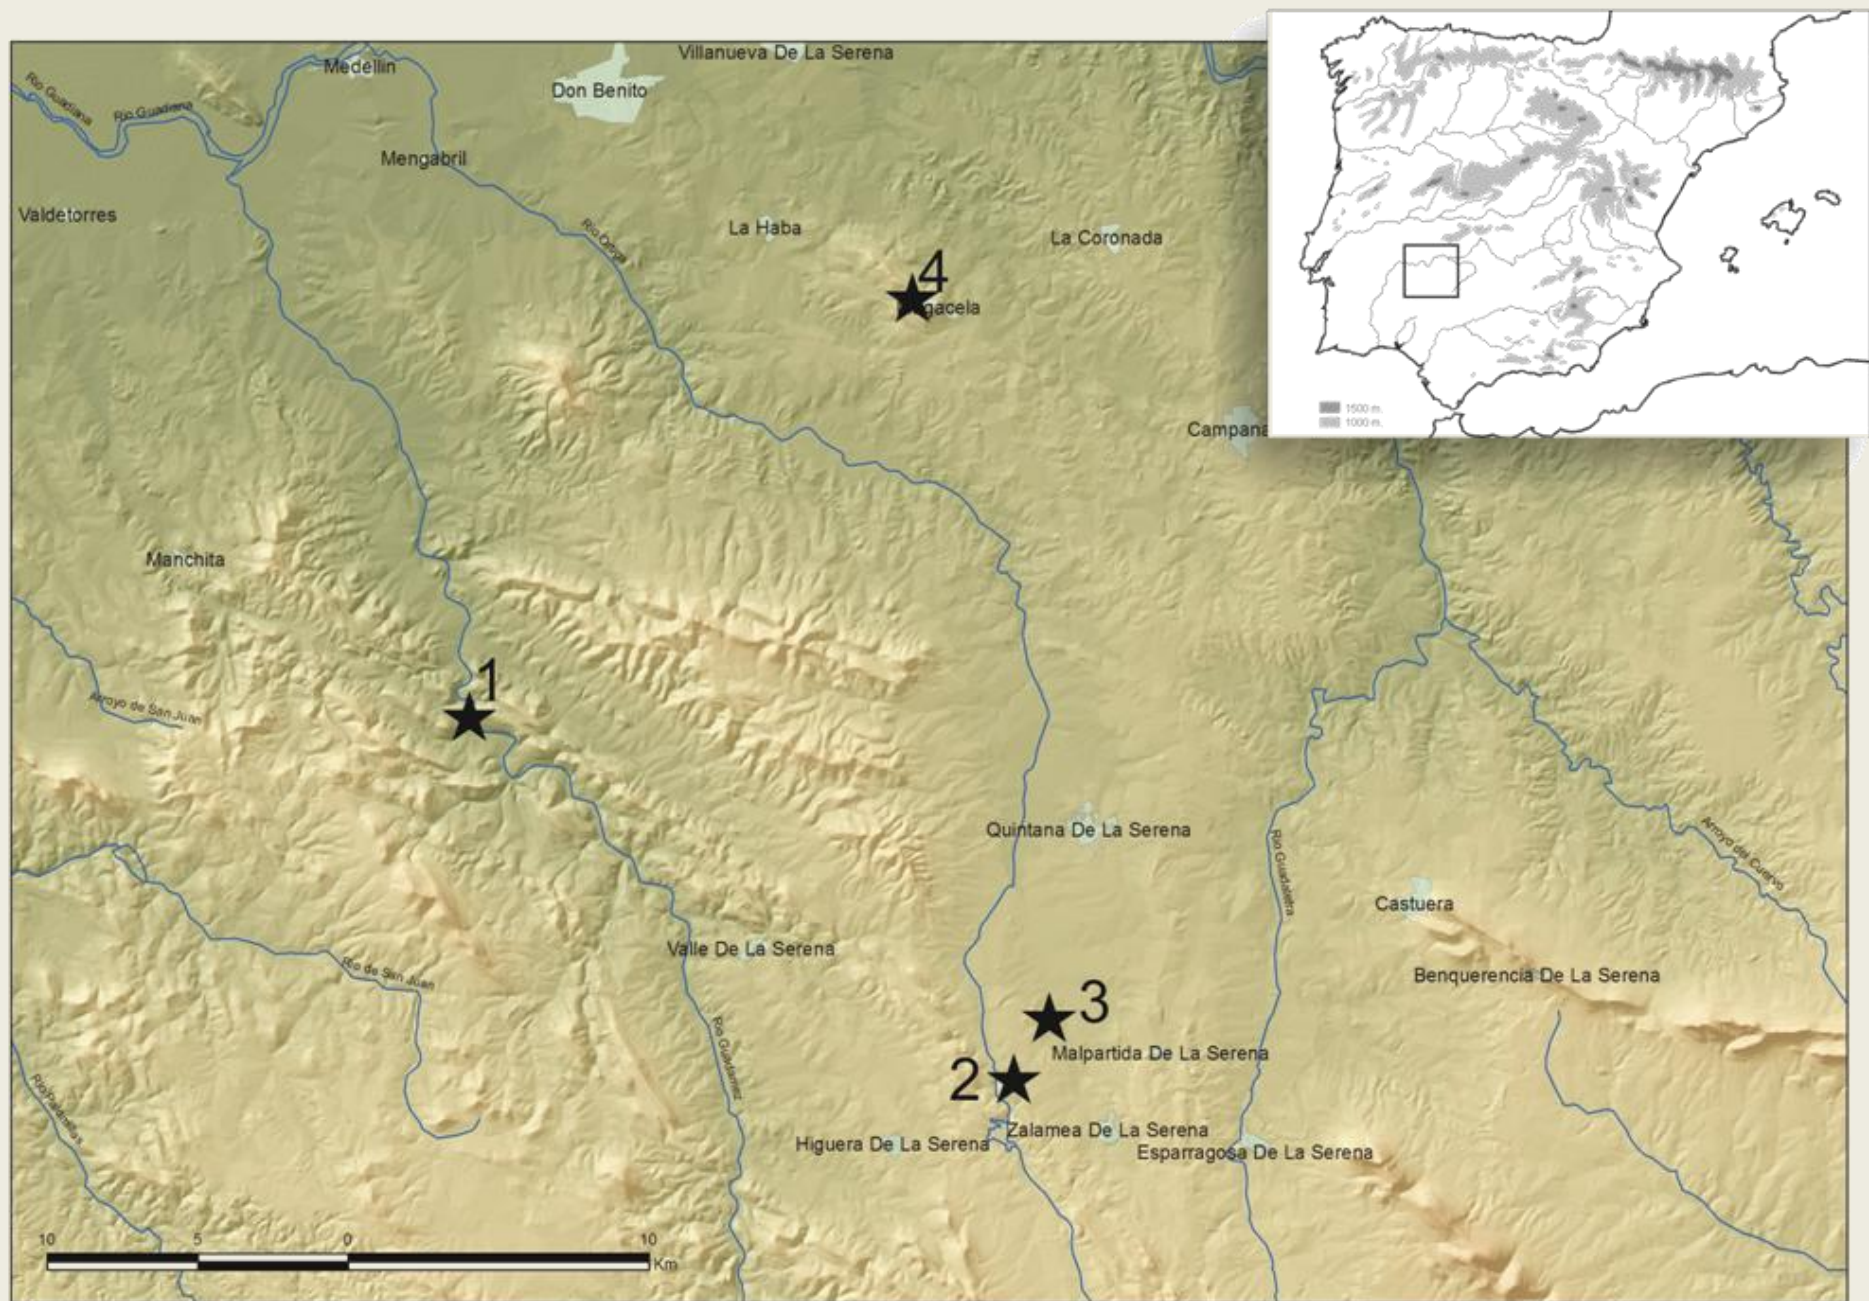 Villanueva De La Serena
Medellin
Don Benito
Rio Guadiana
Rio Guadiana
Mengabril
Valdetorres
La Haba
La Coronada
Rio Ortiga
4
gacela
1500 m.
1000 m.
Campana
Manchita
1
Arroyo de San Juan
Quintana De La Serena
Rio Guadalefra
Arroyo del Cuervo
Castuera
Valle De La Serena
Rio de San Juan
Benquerencia De La Serena
3
Malpartida De La Serena
2
Rio Guadamez
Zalamea De La Serena
Higuera De La Serena
Esparragosa De La Serena
10 5 0 10
Km